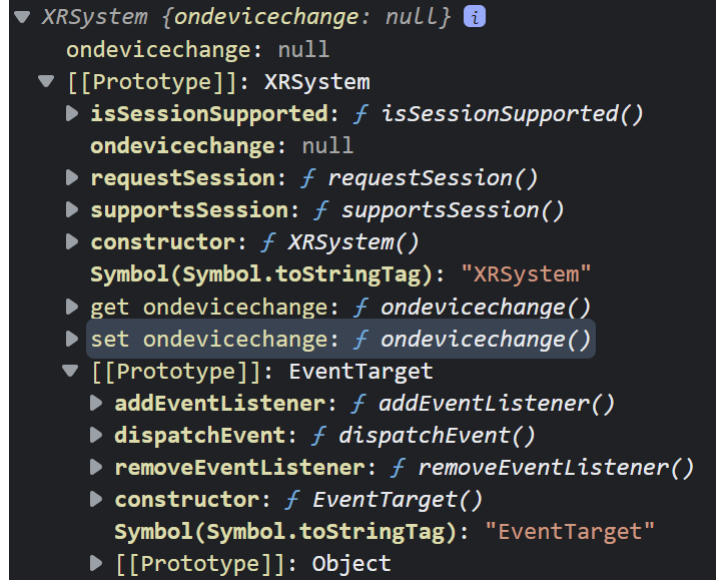 ▼ XRSystem {ondevicechange: null} i
ondevicechange: null
▼ [[Prototype]]: XRSystem
▶ isSessionSupported: ƒ isSessionSupported()
ondevicechange: null
▶ requestSession: ƒ requestSession()
▶ supportsSession: ƒ supportsSession()
▶ constructor: ƒ XRSystem()
Symbol(Symbol.toStringTag): "XRSystem"
▶ get ondevicechange: ƒ ondevicechange()
▶ set ondevicechange: ƒ ondevicechange()
▼ [[Prototype]]: EventTarget
▶ addEventListener: ƒ addEventListener()
▶ dispatchEvent: ƒ dispatchEvent()
▶ removeEventListener: ƒ removeEventListener()
▶ constructor: ƒ EventTarget()
Symbol(Symbol.toStringTag): "EventTarget"
▶ [[Prototype]]: Object